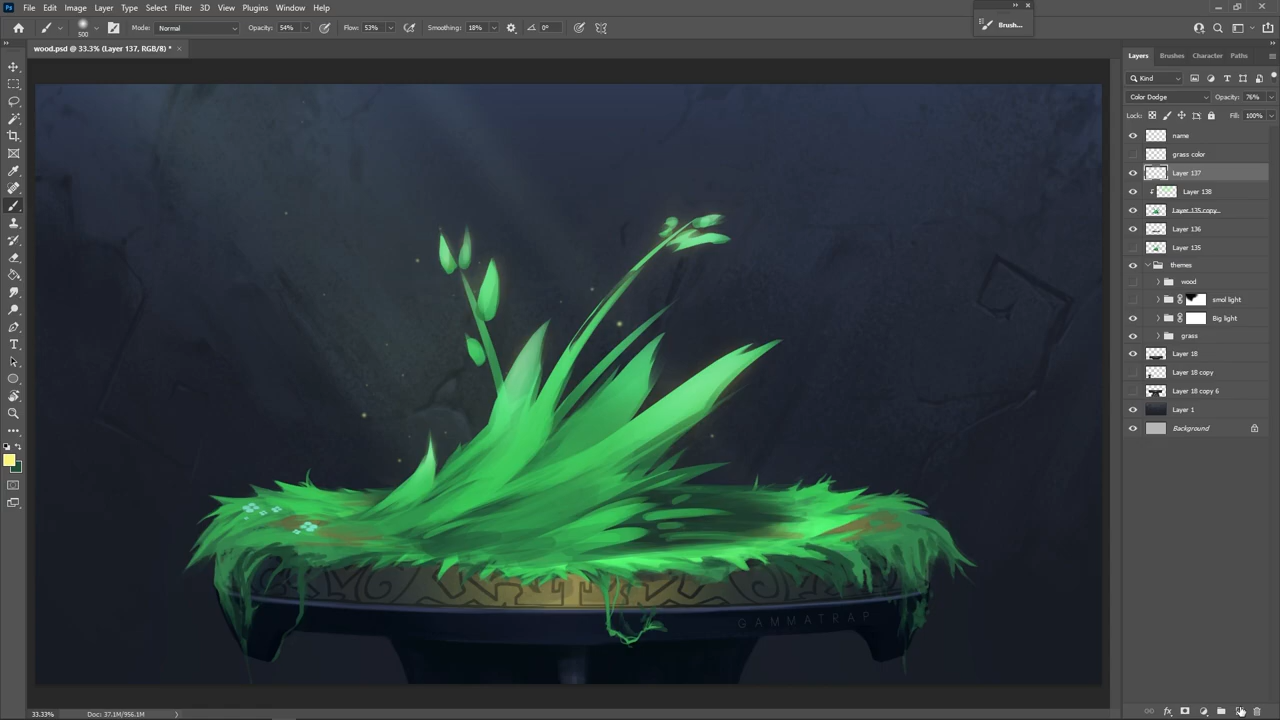 Ps File Edit Image Layer Type Select Filter 3D View Plugins Window Help
Brush...
500 Mode: Normal Opacity: 54% Flow: 53% Smoothing: 18% 0°
wood.psd @ 33.3% (Layer 137, RGB/8) *
Layers Brushes Character Paths
Kind
Color Dodge Opacity: 76%
Lock: Fill: 100%
name
grass color
Layer 137
Layer 138
Layer 135 copy
Layer 136
Layer 135
themes
wood
smol light
Big light
grass
Layer 18
Layer 18 copy
Layer 18 copy 6
Layer 1
Background
GAMMATRAP
33.33% Doc: 37.1M/956.1M
fx